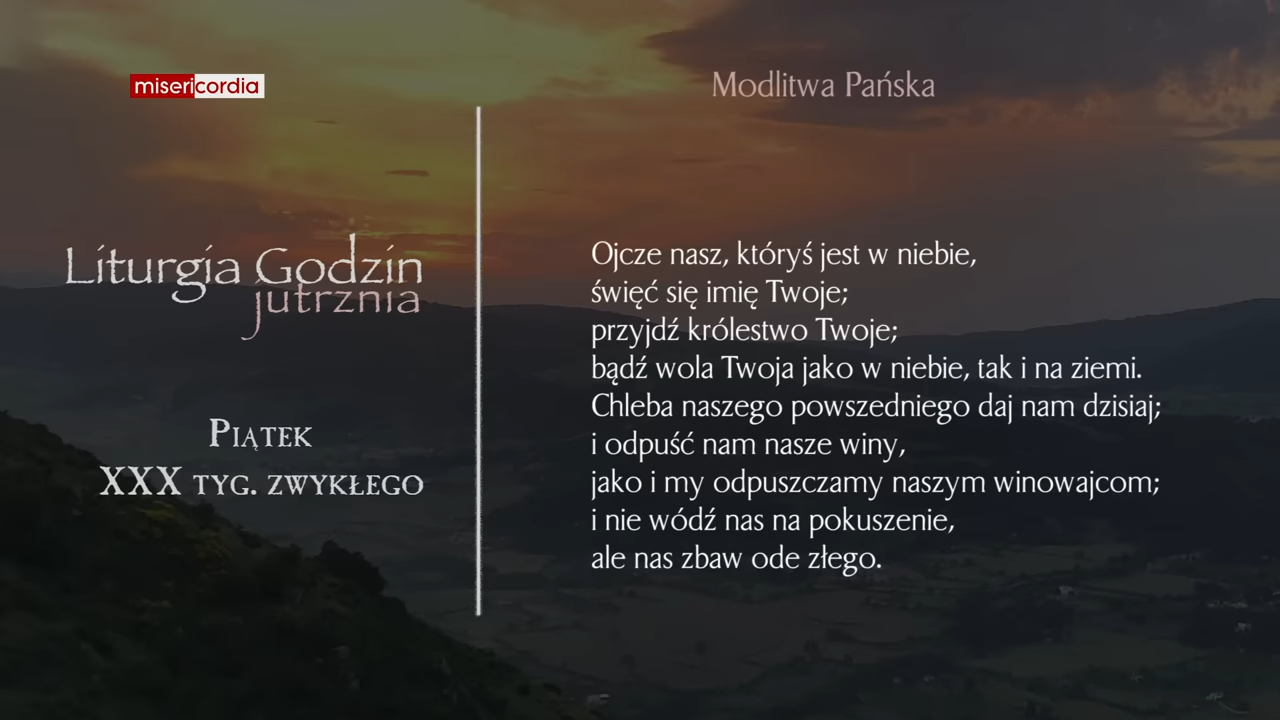 misericordia
Liturgia Godzin
jutrznia
Piątek
XXX tyg. zwykłego
Modlitwa Pańska
Ojcze nasz, któryś jest w niebie,
święć się imię Twoje;
przyjdź królestwo Twoje;
bądź wola Twoja jako w niebie, tak i na ziemi.
Chleba naszego powszedniego daj nam dzisiaj;
i odpuść nam nasze winy,
jako i my odpuszczamy naszym winowajcom;
i nie wódź nas na pokuszenie,
ale nas zbaw ode złego.